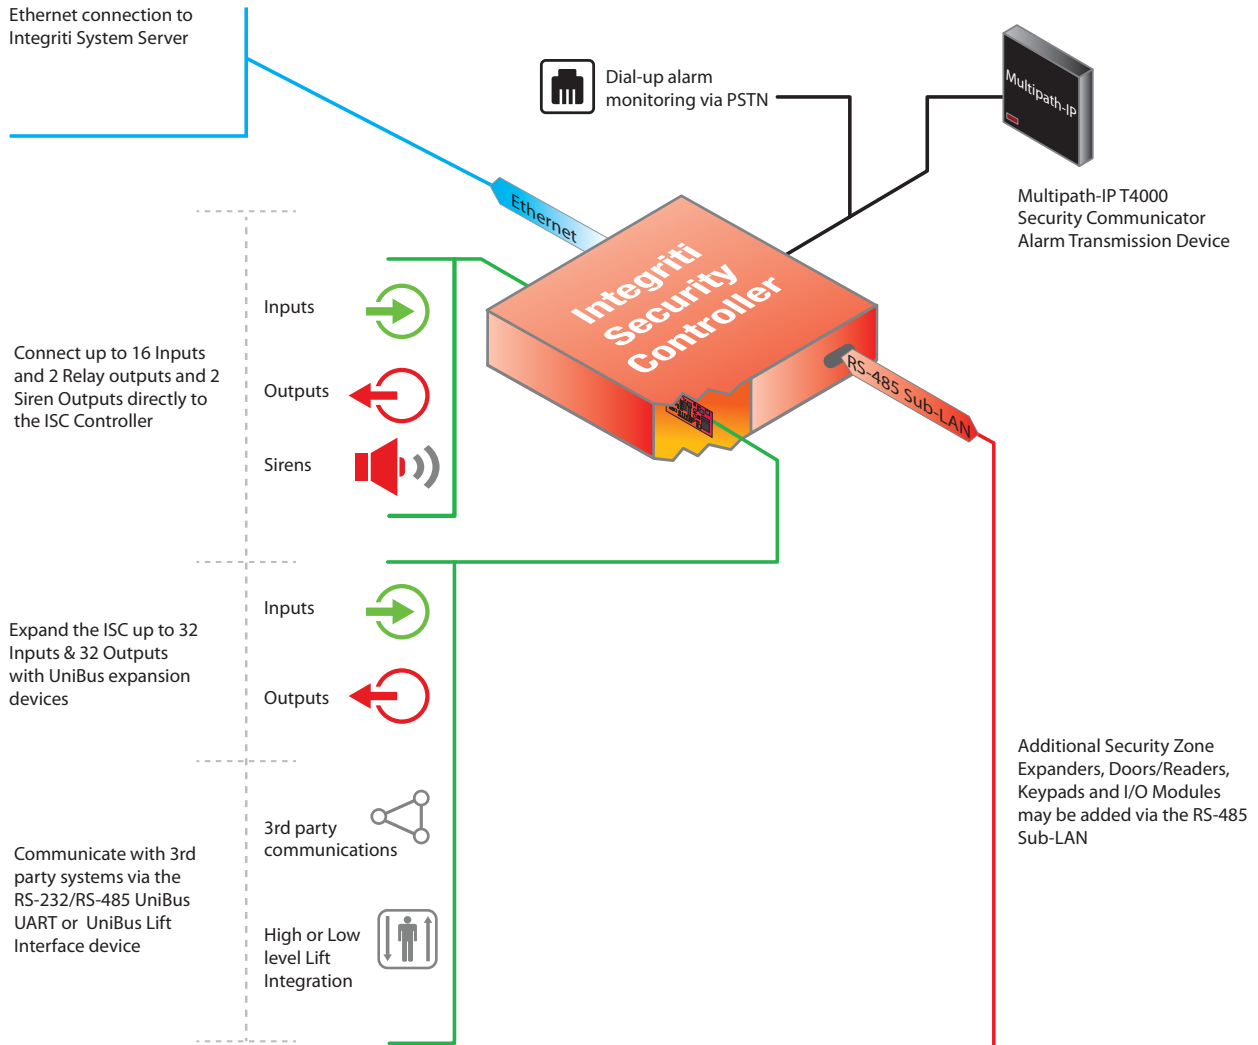 Ethernet connection to
Integriti System Server
Dial-up alarm
monitoring via PSTN
Multipath-IP
Multipath-IP T4000
Security Communicator
Alarm Transmission Device
Ethernet
Integriti
Security
Controller
RS-485 Sub-LAN
Connect up to 16 Inputs
and 2 Relay outputs and 2
Siren Outputs directly to
the ISC Controller
Inputs
Outputs
Sirens
Expand the ISC up to 32
Inputs & 32 Outputs
with UniBus expansion
devices
Inputs
Outputs
Additional Security Zone
Expanders, Doors/Readers,
Keypads and I/O Modules
may be added via the RS-485
Sub-LAN
Communicate with 3rd
party systems via the
RS-232/RS-485 UniBus
UART or UniBus Lift
Interface device
3rd party
communications
High or Low
level Lift
Integration